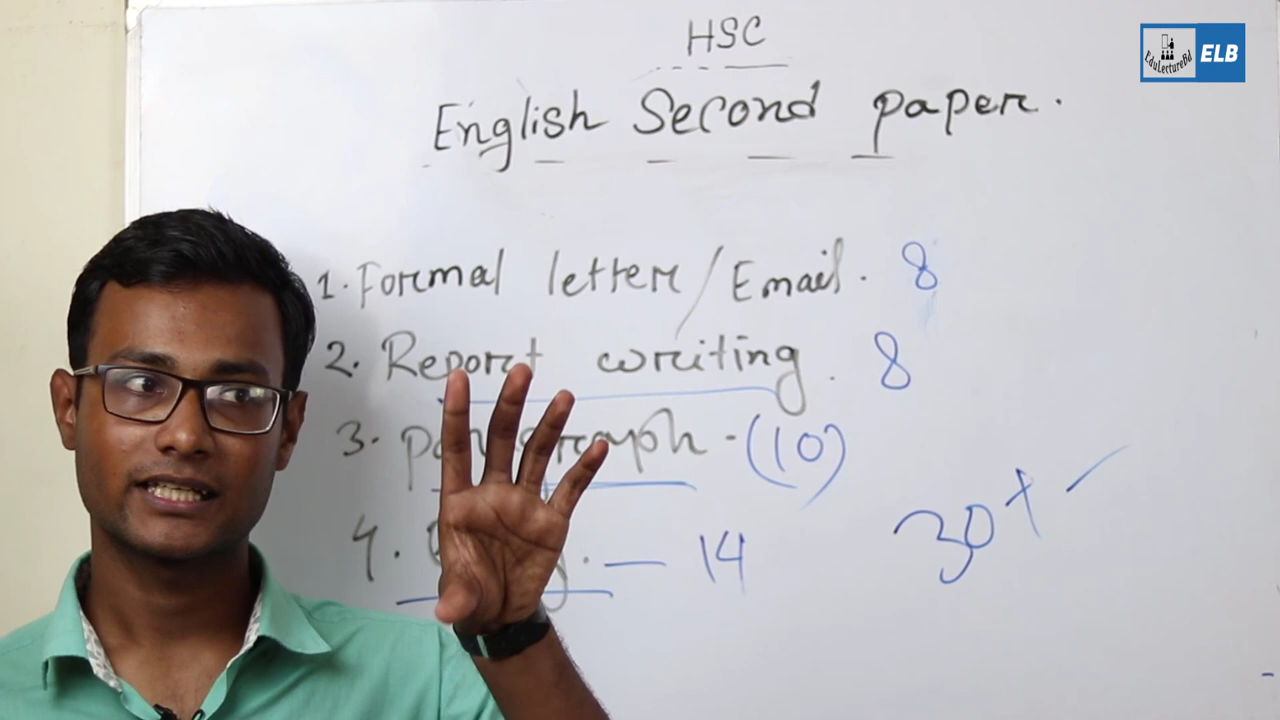 HSC
English Second paper.
EduLectureBd ELB
1. Formal letter/Email. 8
2. Report writing. 8
3. paragraph - (10)
4. — 14
30+